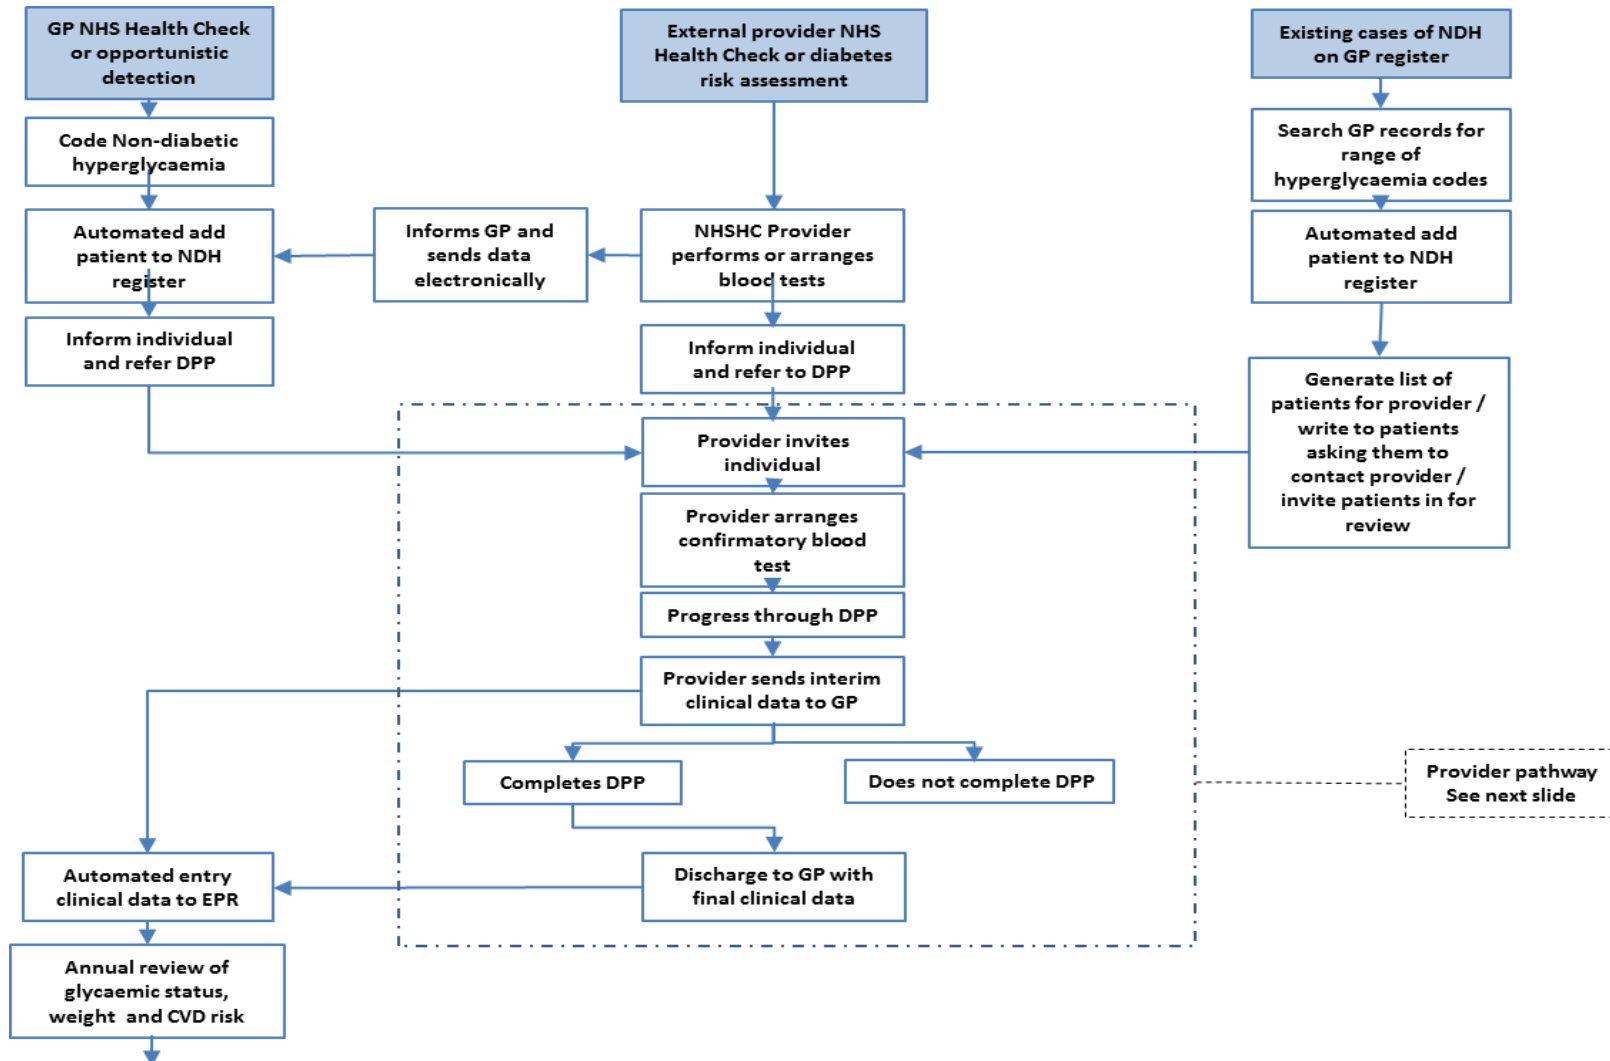 GP NHS Health Check
or opportunistic
detection
External provider NHS
Health Check or diabetes
risk assessment
Existing cases of NDH
on GP register
Code Non-diabetic
hyperglycaemia
Search GP records for
range of
hyperglycaemia codes
Automated add
patient to NDH
register
Informs GP and
sends data
electronically
NHSHC Provider
performs or arranges
blood tests
Automated add
patient to NDH
register
Inform individual
and refer DPP
Inform individual
and refer to DPP
Generate list of
patients for provider /
write to patients
asking them to
contact provider /
invite patients in for
review
Provider invites
individual
Provider arranges
confirmatory blood
test
Progress through DPP
Provider sends interim
clinical data to GP
Completes DPP
Does not complete DPP
Provider pathway
See next slide
Automated entry
clinical data to EPR
Discharge to GP with
final clinical data
Annual review of
glycaemic status,
weight and CVD risk